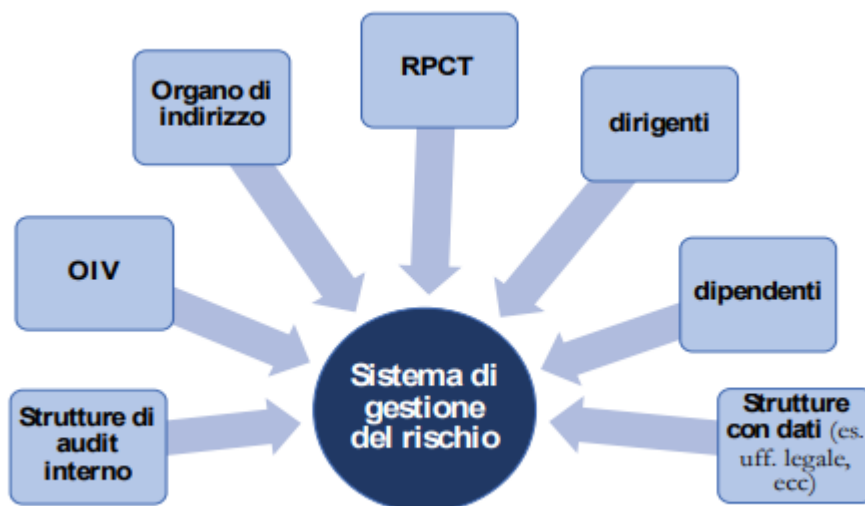 RPCT
Organo di
indirizzo
dirigenti
OIV
dipendenti
Sistema di
gestione
del rischio
Strutture di
audit
interno
Strutture
con dati (es.
uff. legale,
ecc)